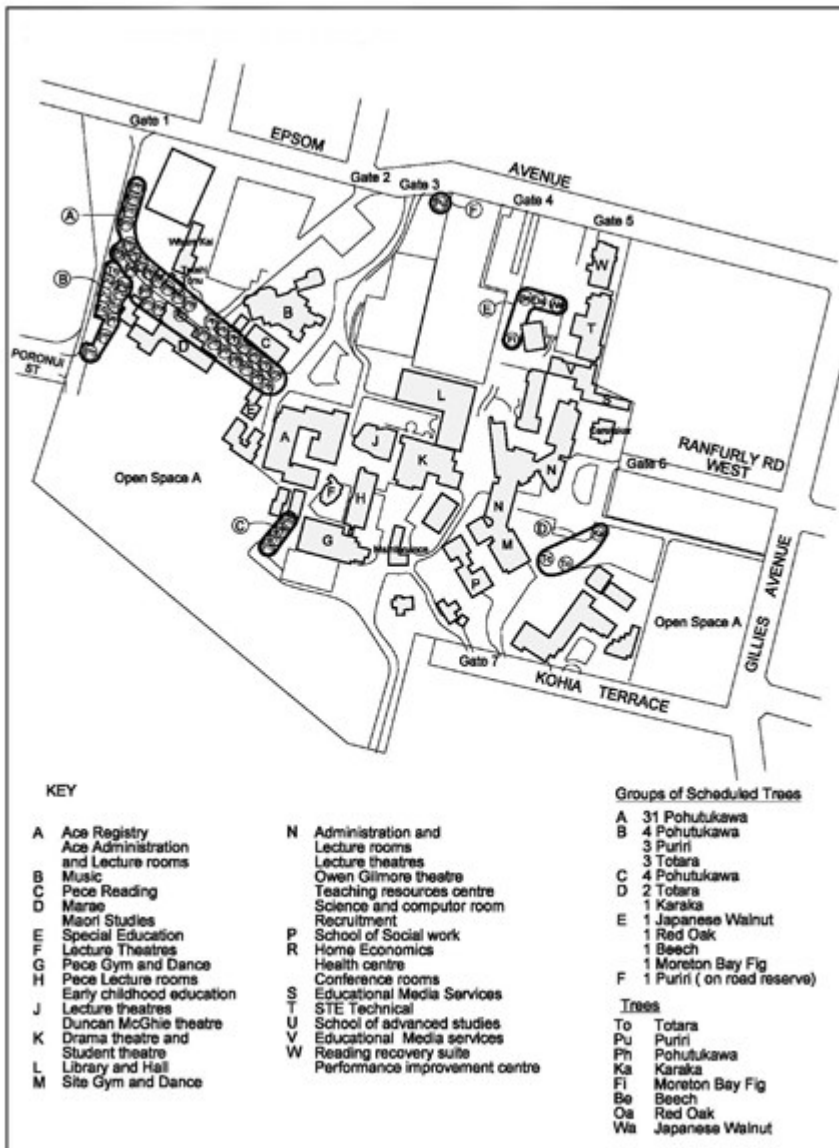 Gate 1
EPSOM
AVENUE
Gate 2
Gate 3
Gate 4
Gate 5
A
B
PORONUI
ST
D
B
C
E
A
J
F
H
G
C
L
K
F
E
W
T
V
S
N
N
M
P
D
Gate 6
RANFURLY RD
WEST
Open Space A
Open Space A
GILLIES AVENUE
Gate 7
KOHIA TERRACE
KEY
A Ace Registry
Ace Administration
and Lecture rooms
B Music
C Pece Reading
D Marae
Maori Studies
E Special Education
F Lecture Theatres
G Pece Gym and Dance
H Pece Lecture rooms
Early childhood education
J Lecture theatres
Duncan McGhie theatre
K Drama theatre and
Student theatre
L Library and Hall
M Site Gym and Dance
N Administration and
Lecture rooms
Lecture theatres
Owen Gilmore theatre
Teaching resources centre
Science and computor room
Recruitment
P School of Social work
R Home Economics
Health centre
Conference rooms
S Educational Media Services
T STE Technical
U School of advanced studies
V Educational Media services
W Reading recovery suite
Performance improvement centre
Groups of Scheduled Trees
A 31 Pohutukawa
B 4 Pohutukawa
3 Puriri
3 Totara
C 4 Pohutukawa
D 2 Totara
1 Karaka
E 1 Japanese Walnut
1 Red Oak
1 Beech
1 Moreton Bay Fig
F 1 Puriri ( on road reserve)
Trees
To Totara
Pu Puriri
Ph Pohutukawa
Ka Karaka
Fi Moreton Bay Fig
Be Beech
Oa Red Oak
Wa Japanese Walnut